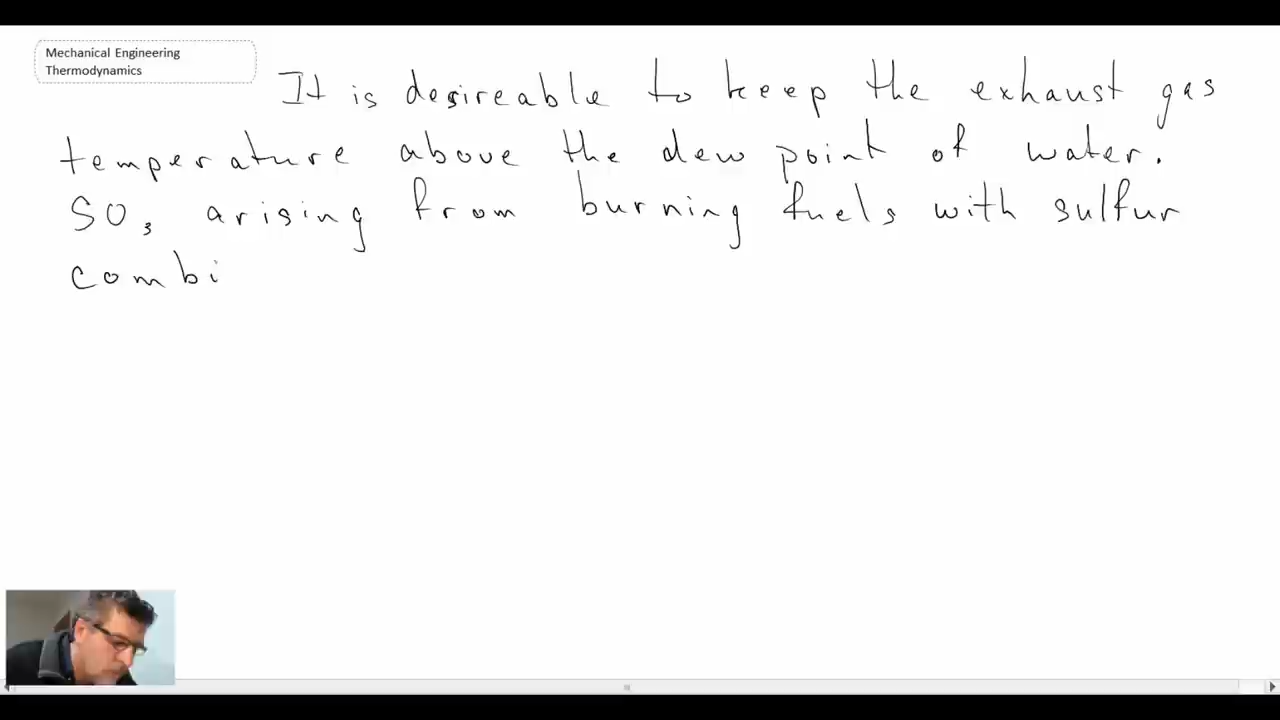 Mechanical Engineering
Thermodynamics
It is desireable to keep the exhaust gas
temperature above the dew point of water.
SO₃ arising from burning fuels with sulfur
combi